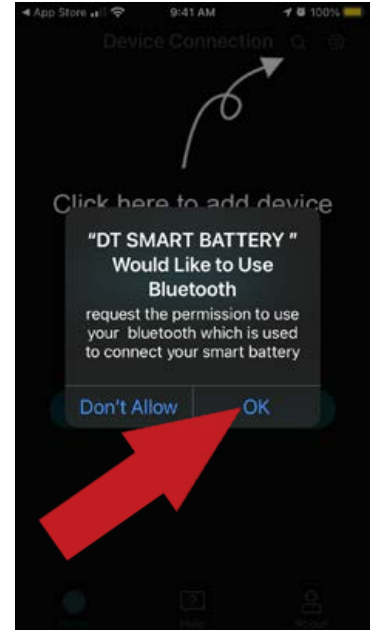 App Store 9:41 AM 100%
Device Connection
Click here to add device
"DT SMART BATTERY "
Would Like to Use
Bluetooth
request the permission to use
your bluetooth which is used
to connect your smart battery
Don't Allow OK
Help About